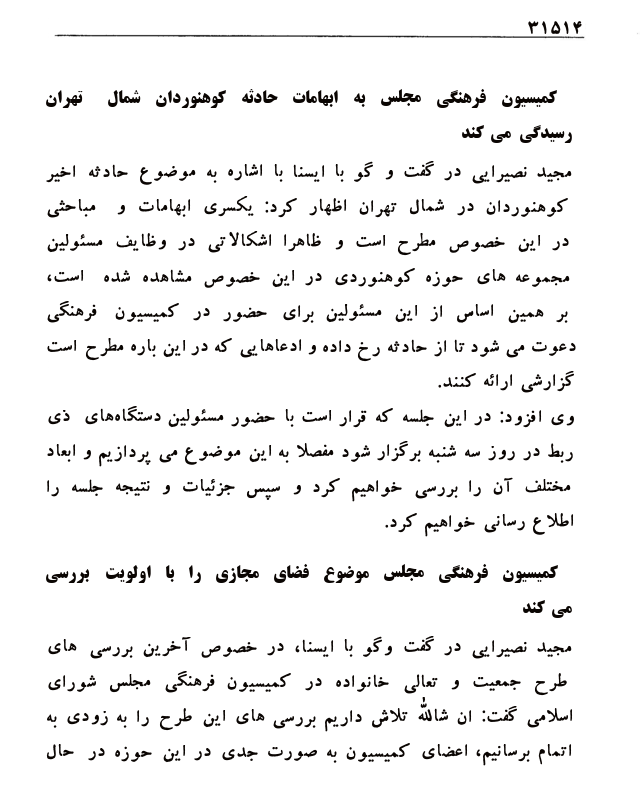 ۳۱۵۱۴
کمیسیون فرهنگی مجلس به ابهامات حادثه کوهنوردان شمال تهران
رسیدگی می کند
مجید نصیرایی در گفت و گو با ایسنا با اشاره به موضوع حادثه اخیر
کوهنوردان در شمال تهران اظهار کرد: یکسری ابهامات و مباحثی
در این خصوص مطرح است و ظاهرا اشکالاتی در وظایف مسئولین
مجموعه های حوزه کوهنوردی در این خصوص مشاهده شده است،
بر همین اساس از این مسئولین برای حضور در کمیسیون فرهنگی
دعوت می شود تا از حادثه رخ داده و ادعاهایی که در این باره مطرح است
گزارشی ارائه کنند.
وی افزود: در این جلسه که قرار است با حضور مسئولین دستگاه‌های ذی
ربط در روز سه شنبه برگزار شود مفصلا به این موضوع می پردازیم و ابعاد
مختلف آن را بررسی خواهیم کرد و سپس جزئیات و نتیجه جلسه را
اطلاع رسانی خواهیم کرد.
کمیسیون فرهنگی مجلس موضوع فضای مجازی را با اولویت بررسی
می کند
مجید نصیرایی در گفت وگو با ایسنا، در خصوص آخرین بررسی های
طرح جمعیت و تعالی خانواده در کمیسیون فرهنگی مجلس شورای
اسلامی گفت: ان شالله تلاش داریم بررسی های این طرح را به زودی به
اتمام برسانیم، اعضای کمیسیون به صورت جدی در این حوزه در حال